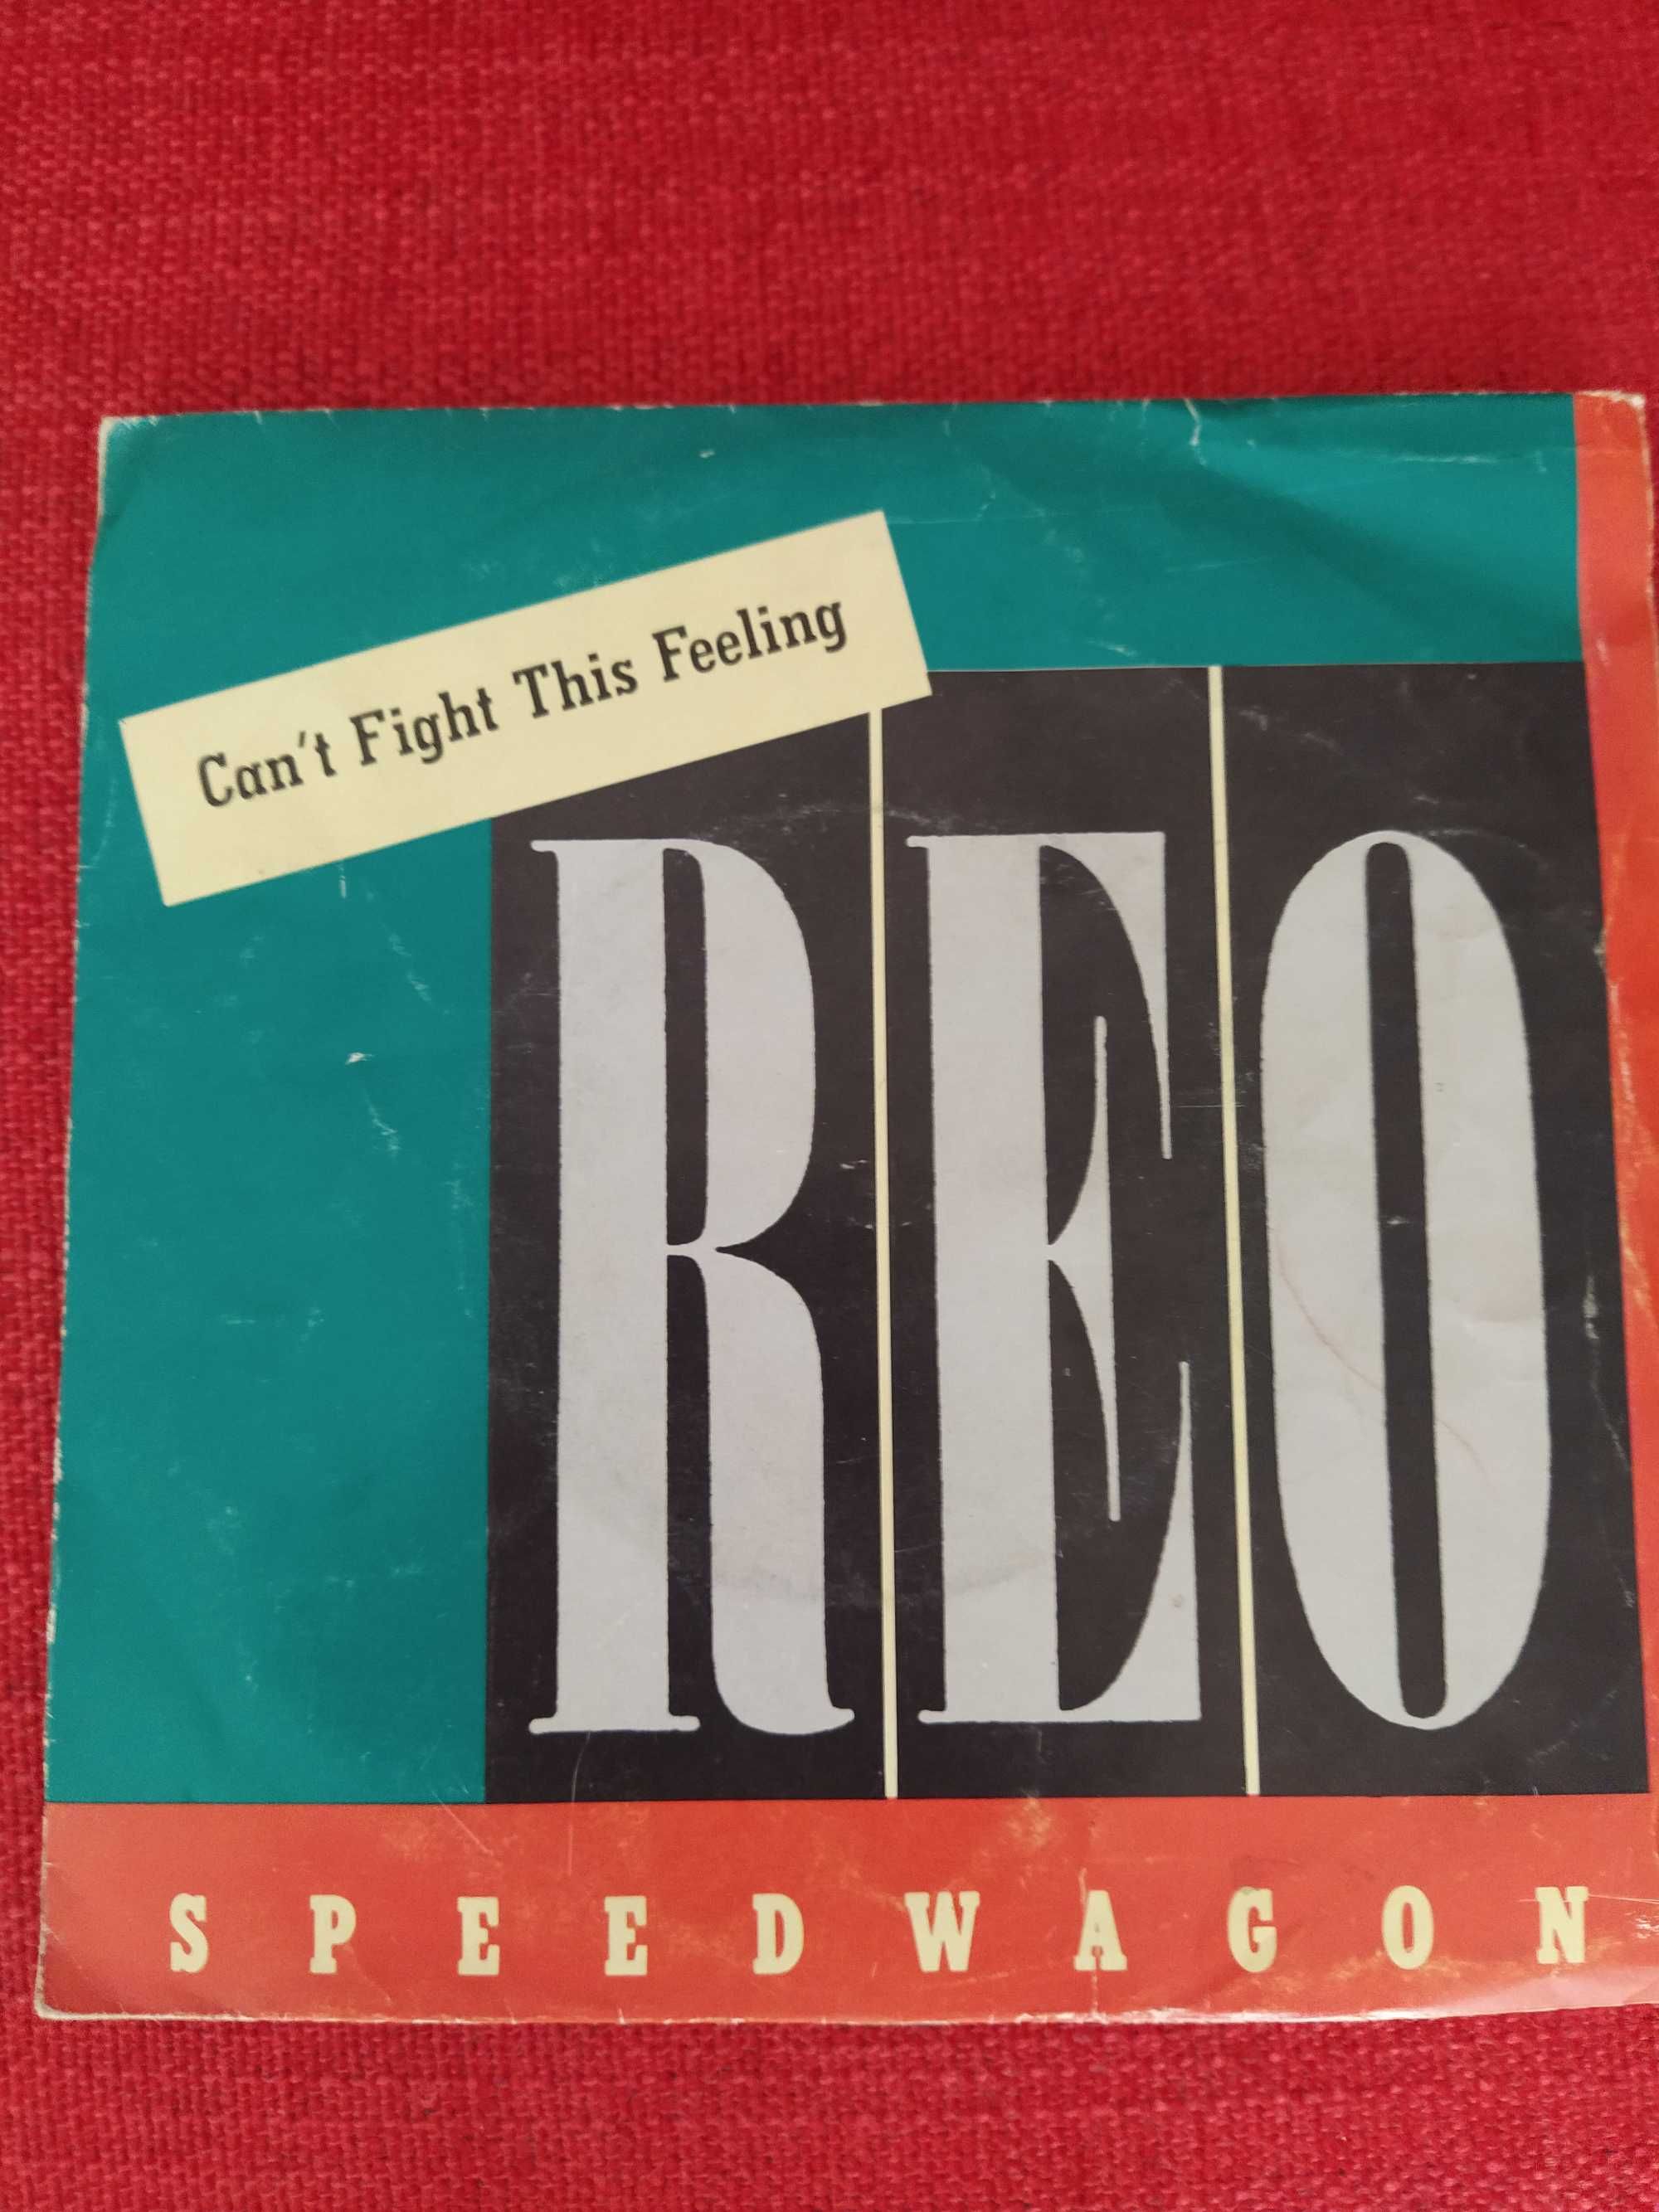 Can't Fight This Feeling
REO
SPEEDWAGON